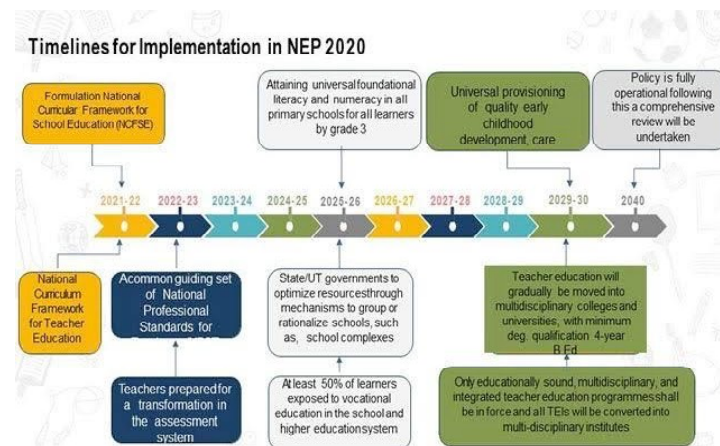 Timelines for Implementation in NEP 2020
Formulation National
Curricular Framework for
School Education (NCFSE)
Attaining universal foundational
literacy and numeracy in all
primary schools for all learners
by grade 3
Universal provisioning
of quality early
childhood
development, care
Policy is fully
operational following
this a comprehensive
review will be
undertaken
2021-22 2022-23 2023-24 2024-25 2025-26 2026-27 2027-28 2028-29 2029-30 2040
National
Curriculum
Framework
for Teacher
Education
Acommon guiding set
of National
Professional
Standards for
Teachers prepared for
a transformation in
the assessment
system
State/UT governments to
optimize resourcesthrough
mechanisms to group or
rationalize schools, such
as, school complexes
At least 50% of learners
exposed to vocational
education in the school and
higher education system
Teacher education will
gradually be moved into
multidisciplinary colleges and
universities, with minimum
deg. qualification 4-year
B Ed
Only educationally sound, multidisciplinary, and
integrated teacher education programmes shall
be in force and all TEIs will be converted into
multi-disciplinary institutes